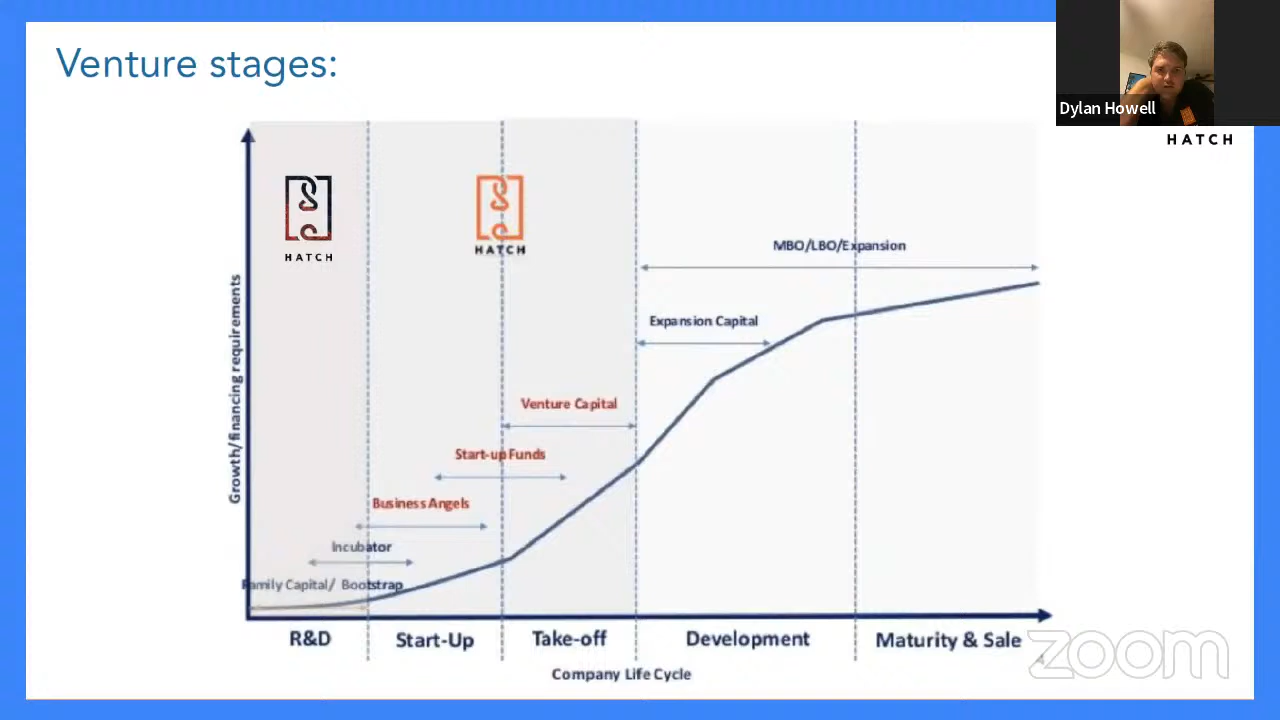 Venture stages:
Dylan Howell
HATCH
HATCH
HATCH
MBO/LBO/Expansion
Expansion Capital
Venture Capital
Start-up Funds
Business Angels
Incubator
Family Capital/ Bootstrap
Growth/financing requirements
R&D
Start-Up
Take-off
Development
Maturity & Sale
Company Life Cycle
zoom